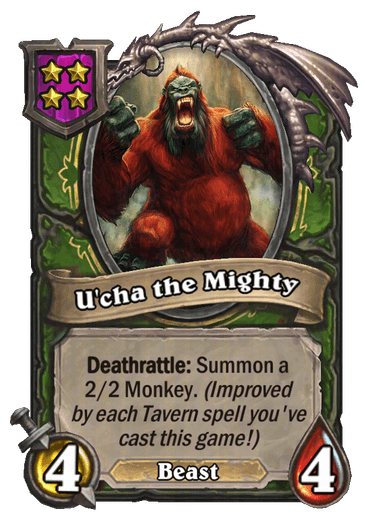 U'cha the Mighty
Deathrattle: Summon a
2/2 Monkey. (Improved
by each Tavern spell you've
cast this game!)
4
Beast
4